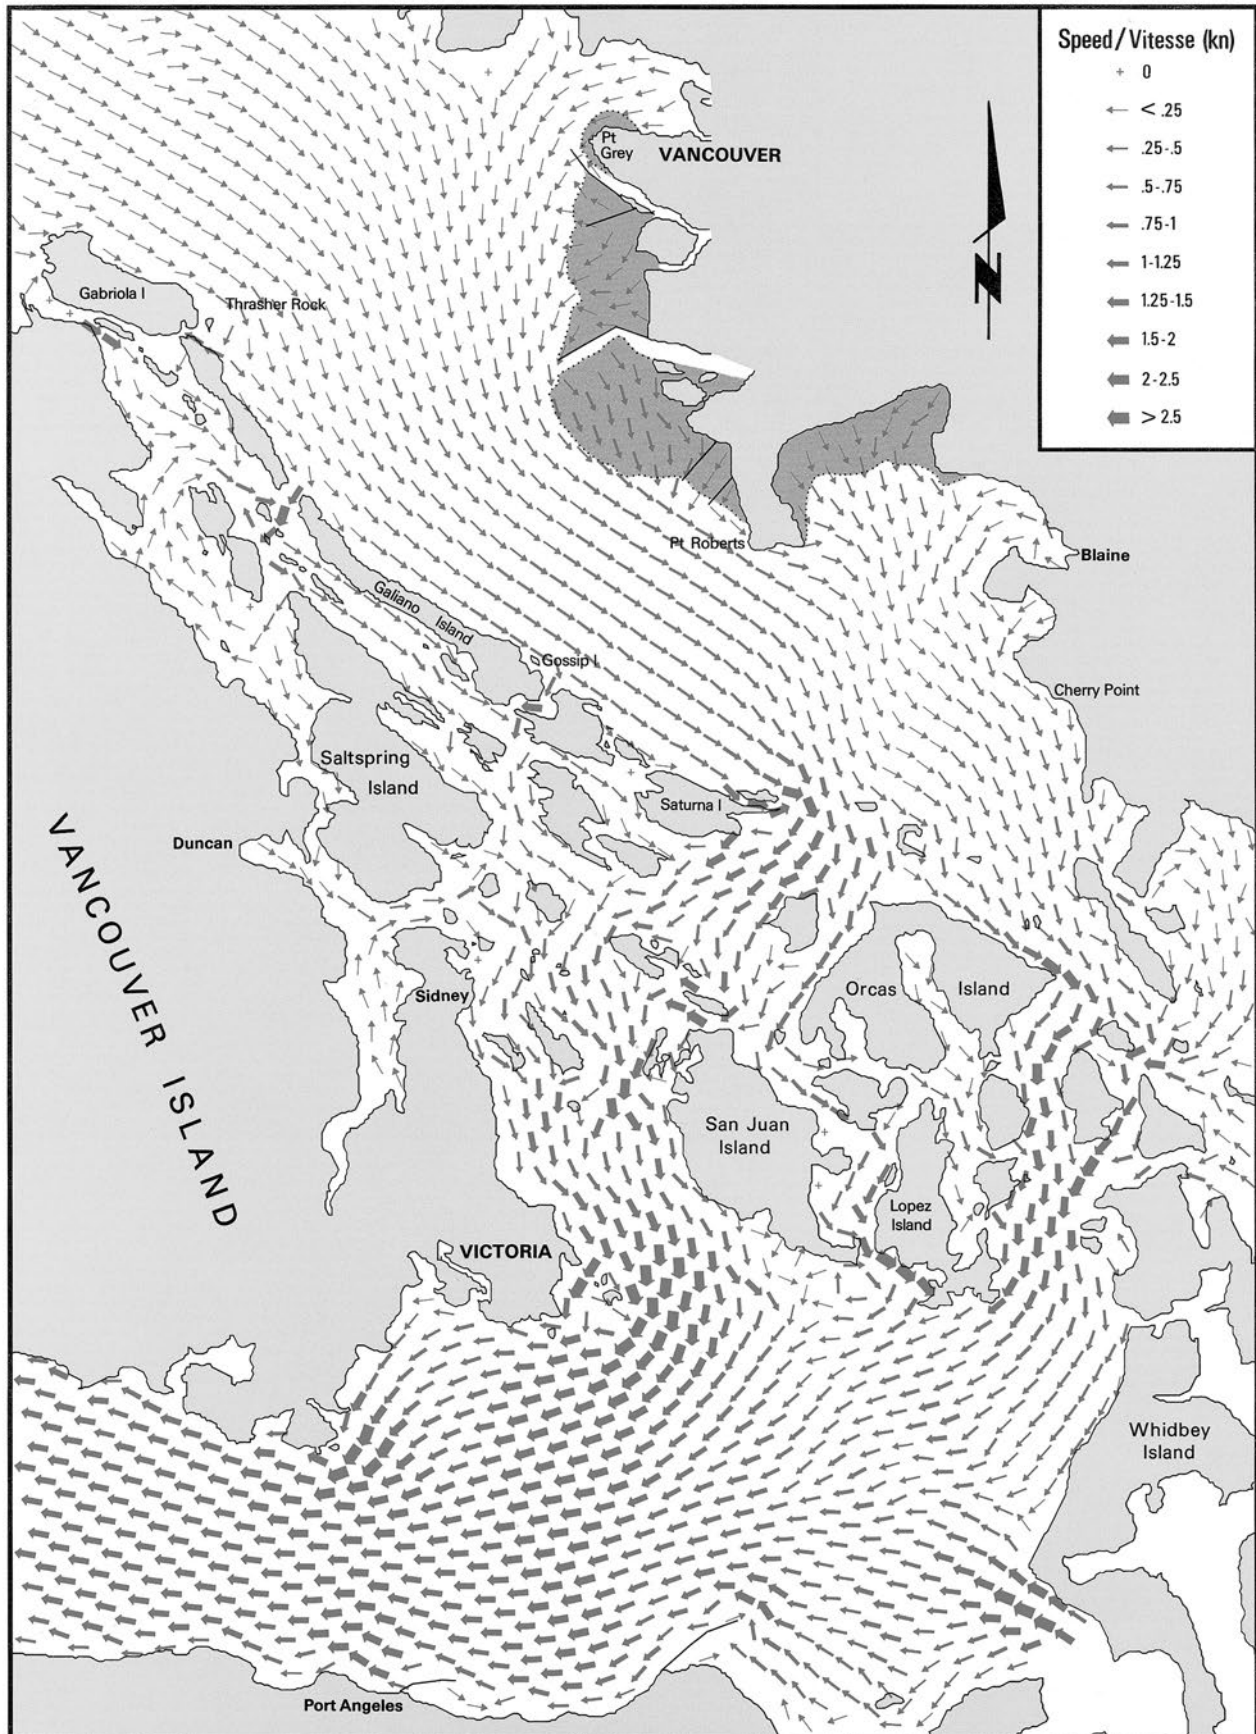 Speed/Vitesse (kn)
+ 0
< .25
.25-.5
.5-.75
.75-1
1-1.25
1.25-1.5
1.5-2
2-2.5
> 2.5
N
Pt
Grey
VANCOUVER
Gabriola I
Thrasher Rock
Pt Roberts
Blaine
Galiano
Island
Gossip I
Cherry Point
Saltspring
Island
Saturna I
Duncan
VANCOUVER ISLAND
Sidney
Orcas Island
San Juan
Island
Lopez
Island
VICTORIA
Whidbey
Island
Port Angeles